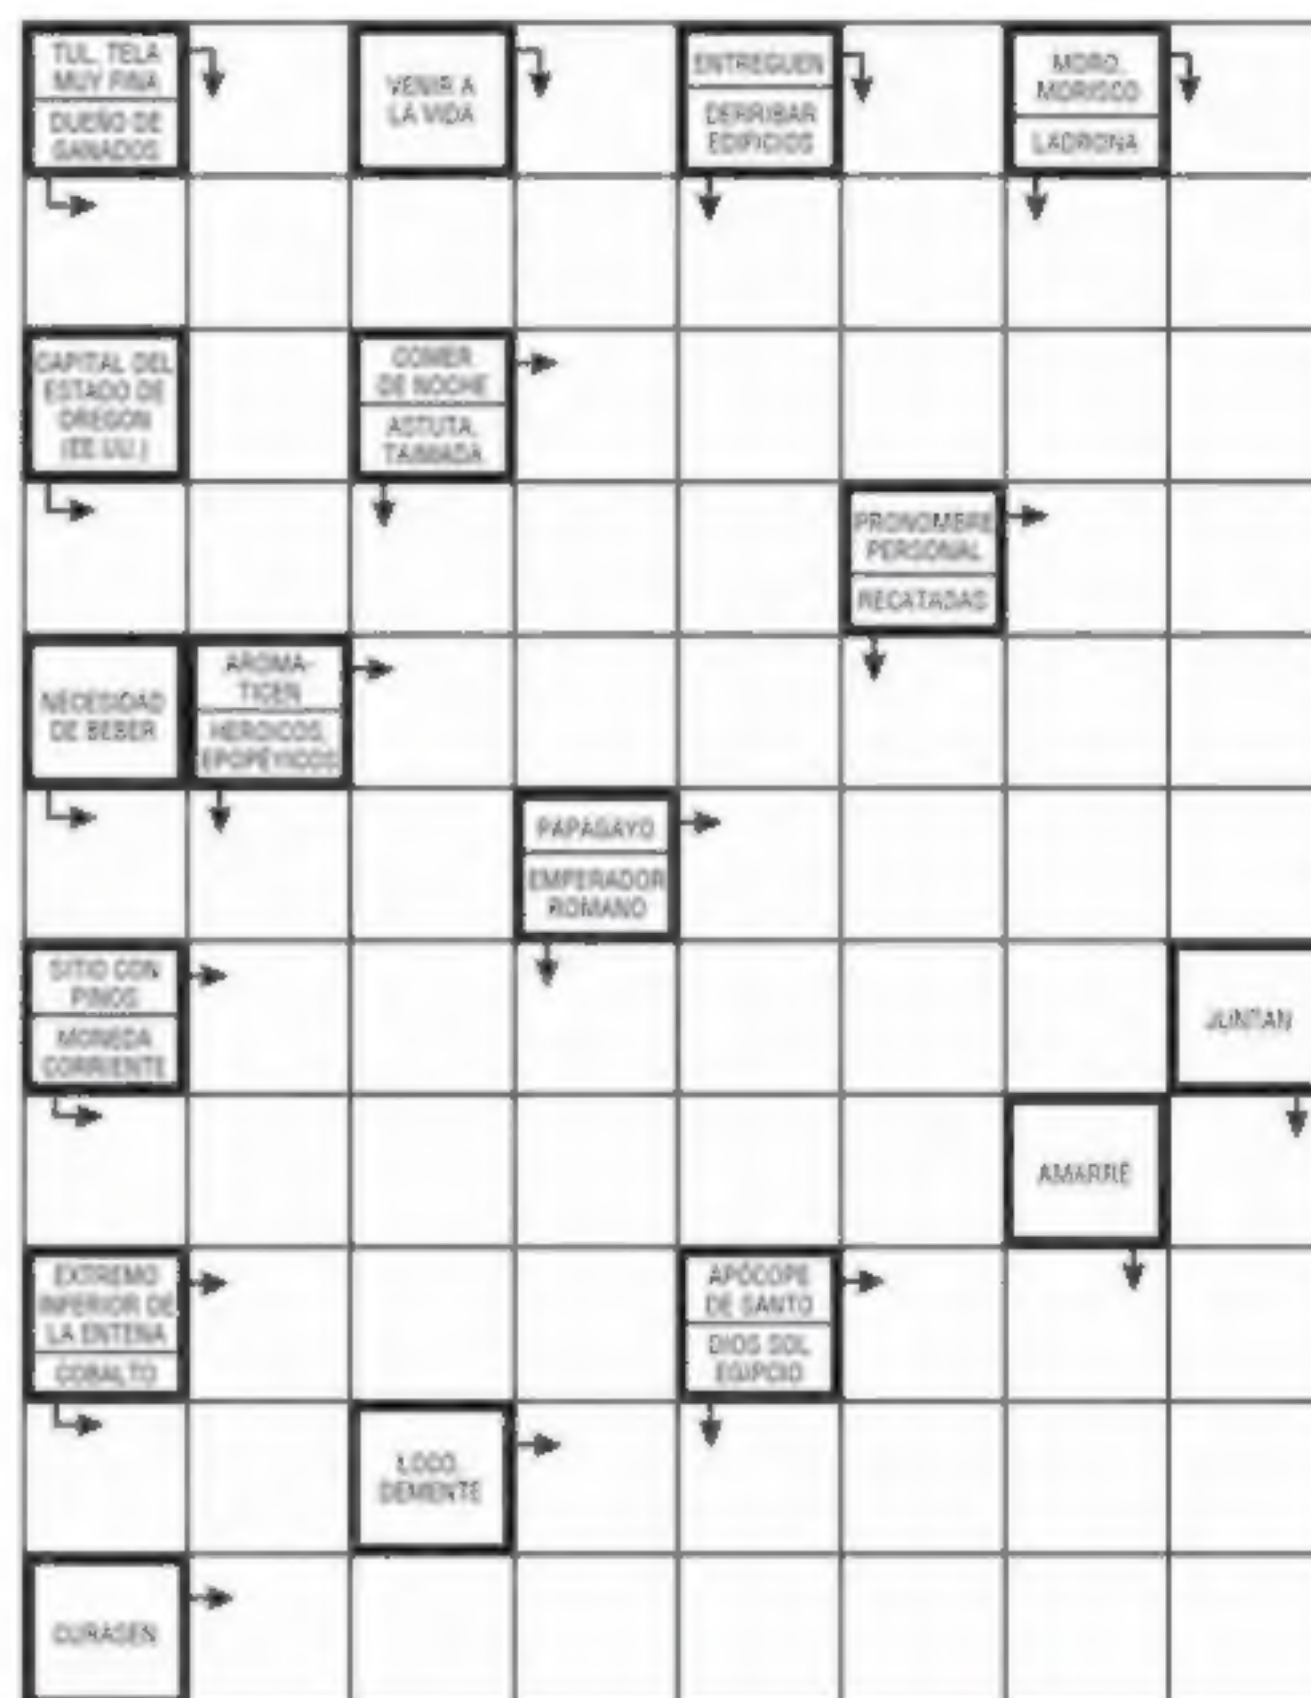 TUL, TELA
MUY FINA
DUEÑO DE
GANADOS
VENIR A
LA VIDA
ENTREGUEN
DERRIBAR
EDIFICIOS
MORO,
MORISCO
LADRONA
CAPITAL DEL
ESTADO DE
OREGON
(EE.UU.)
COMER
DE NOCHE
ASTUTA,
TAIMADA
PRONOMBRE
PERSONAL
RECATADAS
NECESIDAD
DE BEBER
AROMA-
TICEN
HEROICOS,
EPOPÉYICOS
PAPAGAYO
EMPERADOR
ROMANO
SITIO CON
PINOS
MONEDA
CORRIENTE
JUNTAN
AMARRE
EXTREMO
INFERIOR DE
LA ENTENA
COBALTO
APÓCOPE
DE SANTO
DIOS SOL
EGIPCIO
LOCO,
DEMENTE
CURASEN